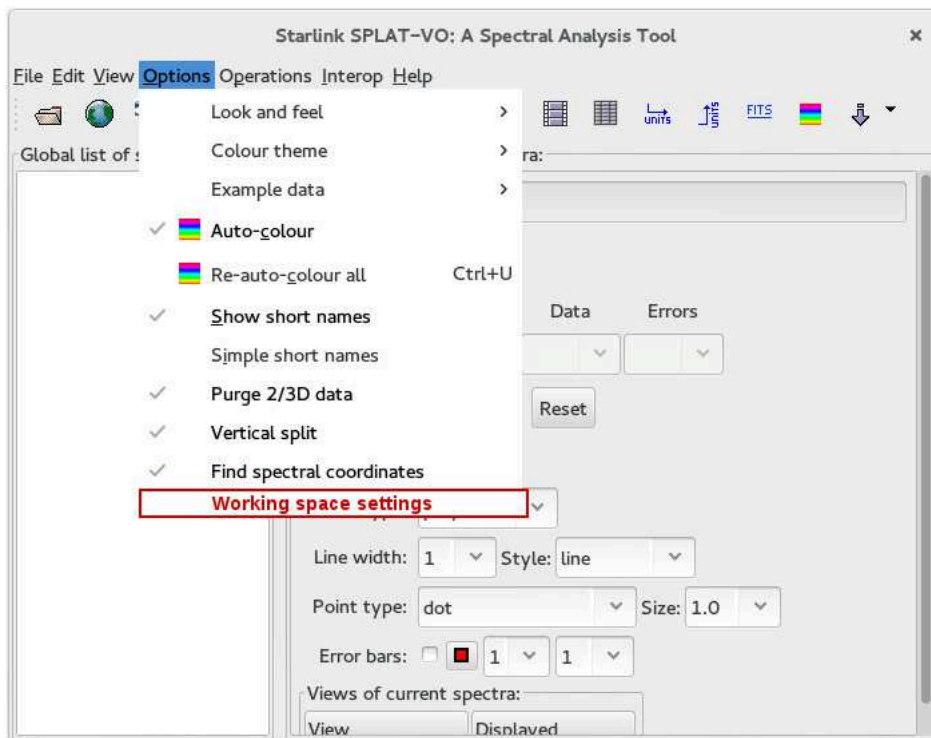 Starlink SPLAT-VO: A Spectral Analysis Tool
File Edit View Options Operations Interop Help
units units FITS
Global list of
ra:
Look and feel
Colour theme
Example data
Auto-colour
Re-auto-colour all Ctrl+U
Show short names
Simple short names
Purge 2/3D data
Vertical split
Find spectral coordinates
Working space settings
Data Errors
Reset
Line width: 1 Style: line
Point type: dot Size: 1.0
Error bars: 1 1
Views of current spectra:
View Displayed